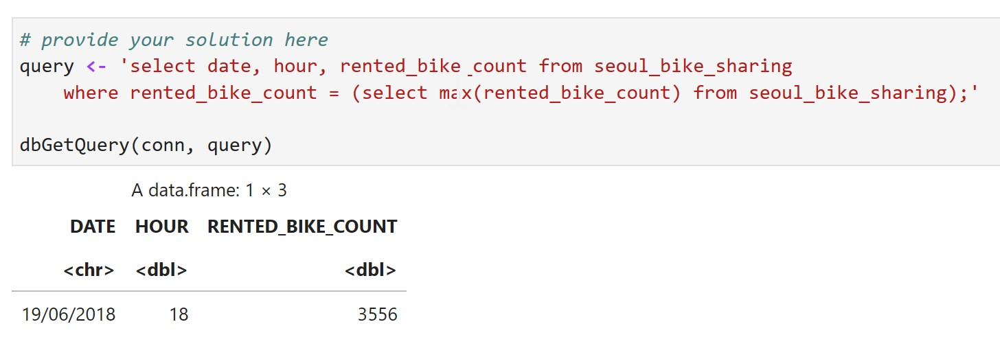 # provide your solution here
query <- 'select date, hour, rented_bike_count from seoul_bike_sharing
    where rented_bike_count = (select max(rented_bike_count) from seoul_bike_sharing);'
dbGetQuery(conn, query)
A data.frame: 1 × 3
DATE HOUR RENTED_BIKE_COUNT
<chr> <dbl> <dbl>
19/06/2018 18 3556